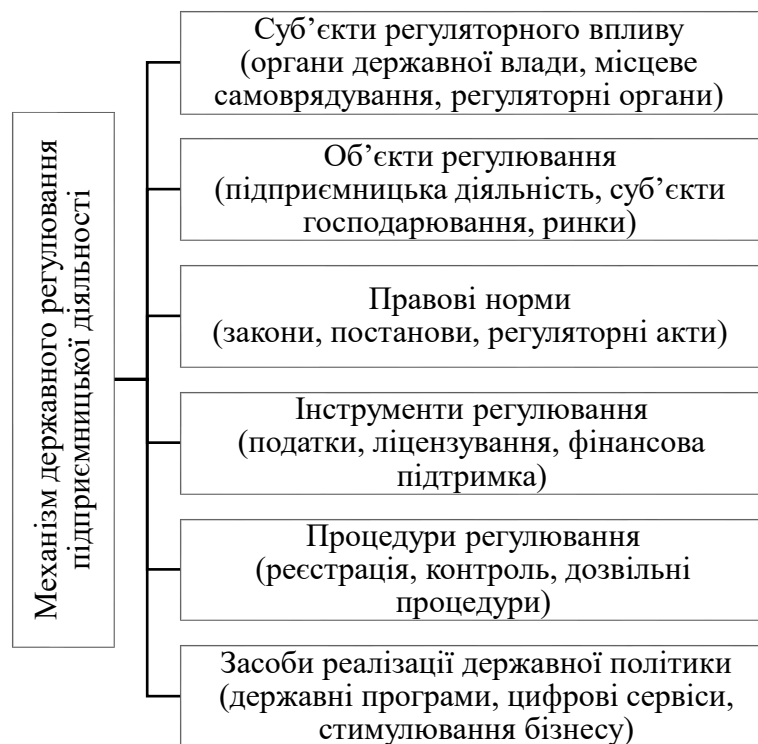 Механізм державного регулювання
підприємницької діяльності
Суб’єкти регуляторного впливу
(органи державної влади, місцеве
самоврядування, регуляторні органи)
Об’єкти регулювання
(підприємницька діяльність, суб’єкти
господарювання, ринки)
Правові норми
(закони, постанови, регуляторні акти)
Інструменти регулювання
(податки, ліцензування, фінансова
підтримка)
Процедури регулювання
(реєстрація, контроль, дозвільні
процедури)
Засоби реалізації державної політики
(державні програми, цифрові сервіси,
стимулювання бізнесу)